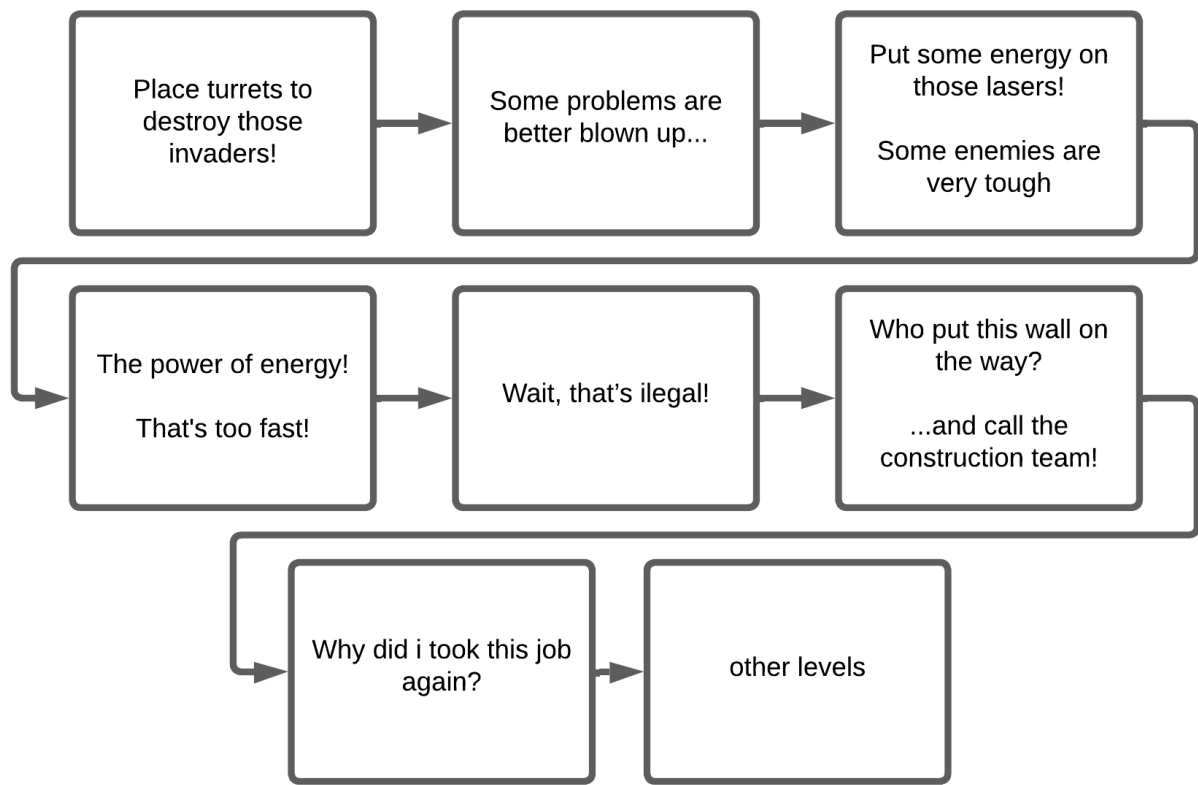 Place turrets to
destroy those
invaders!
Some problems are
better blown up...
Put some energy on
those lasers!
Some enemies are
very tough
The power of energy!
That's too fast!
Wait, that’s ilegal!
Who put this wall on
the way?
...and call the
construction team!
Why did i took this job
again?
other levels